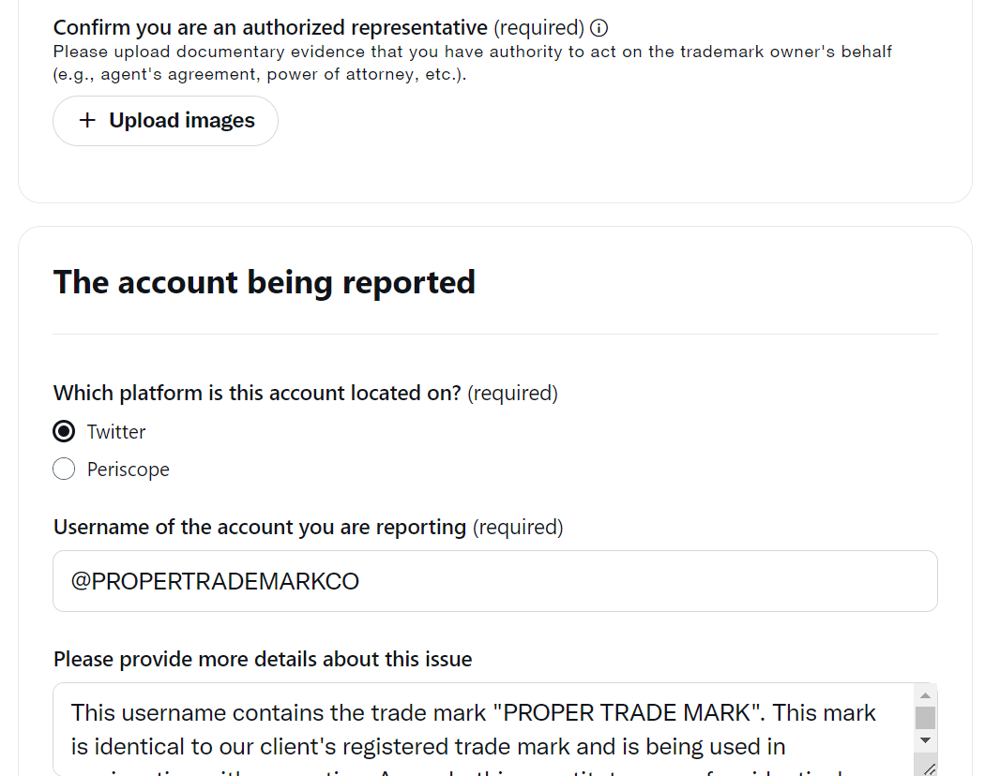 Confirm you are an authorized representative (required)
Please upload documentary evidence that you have authority to act on the trademark owner's behalf
(e.g., agent's agreement, power of attorney, etc.).
+ Upload images
The account being reported
Which platform is this account located on? (required)
Twitter
Periscope
Username of the account you are reporting (required)
@PROPERTRADEMARKCO
Please provide more details about this issue
This username contains the trade mark "PROPER TRADE MARK". This mark
is identical to our client's registered trade mark and is being used in